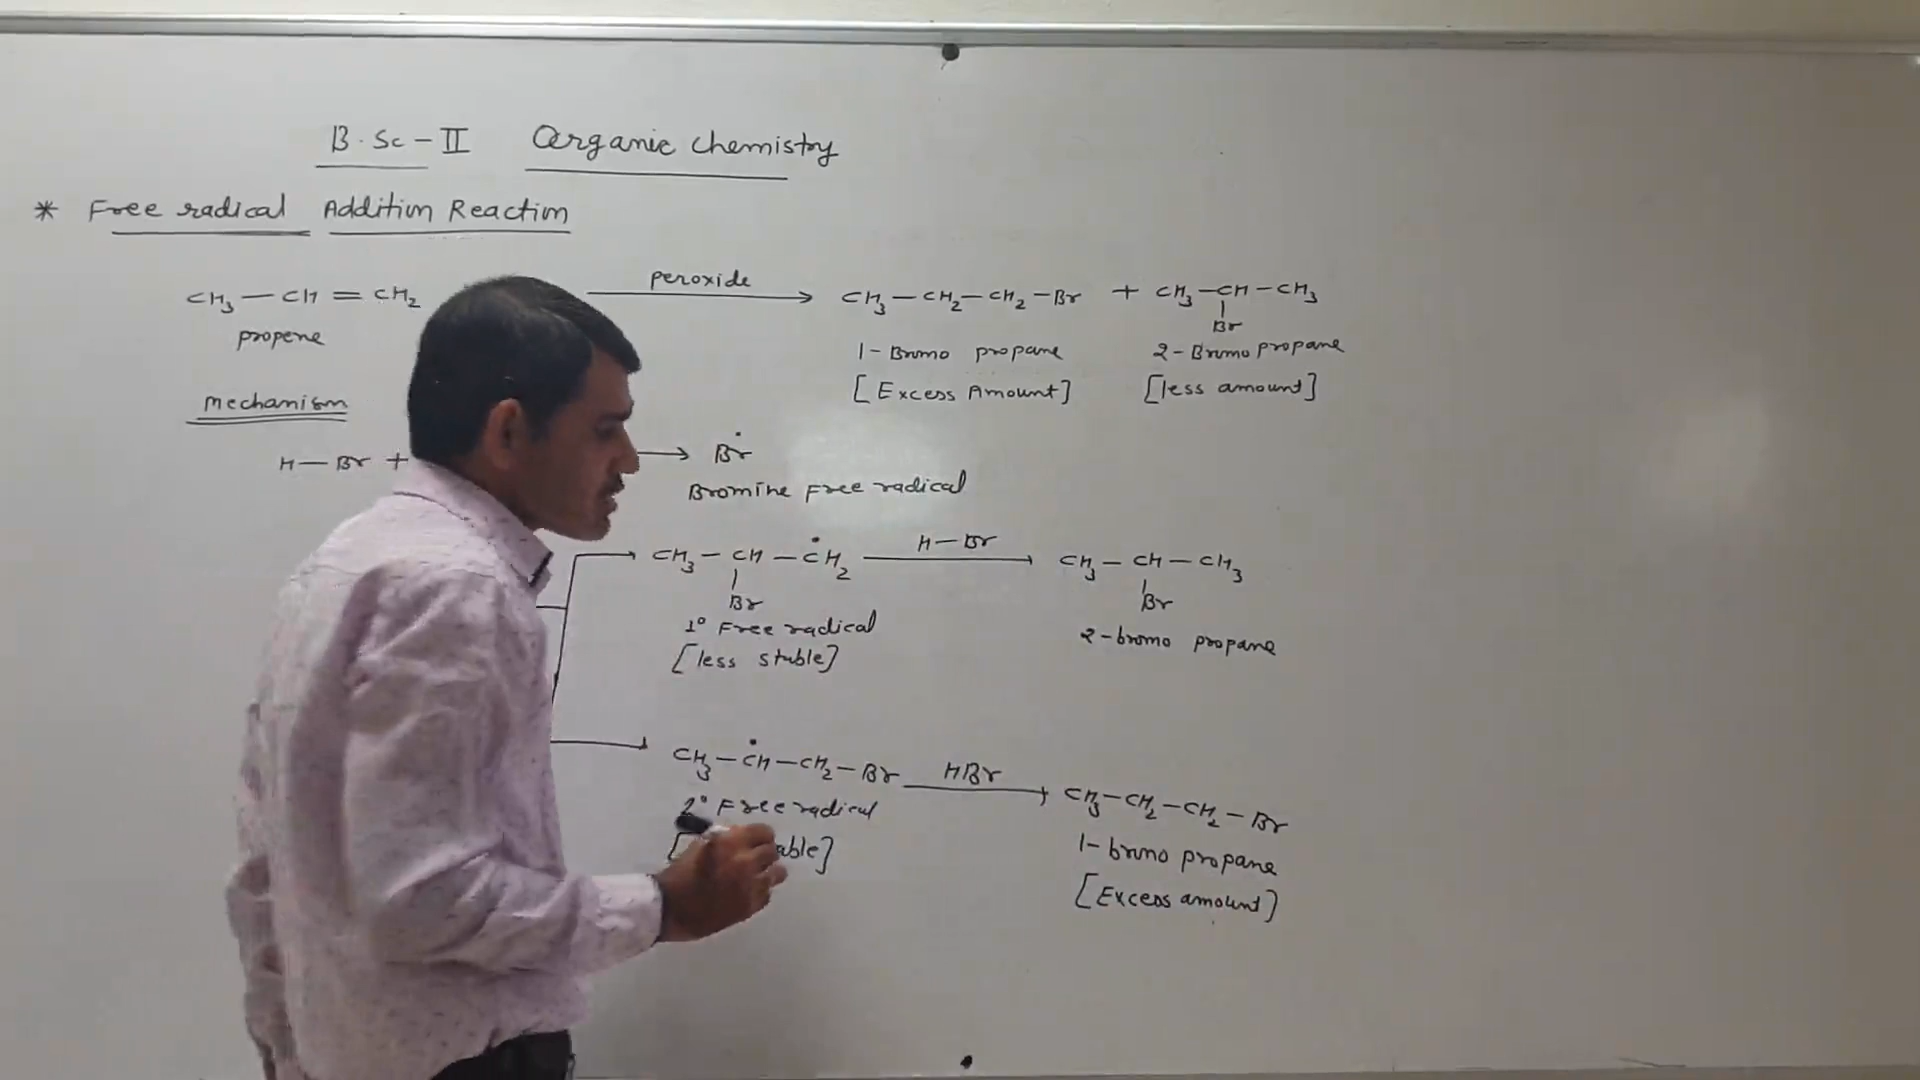 B.Sc-II Organic chemistry
* Free radical Addition Reaction
CH3 — CH = CH2 peroxide → CH3 — CH2 — CH2 — Br + CH3 — CH — CH3
Br
propene 1- Bromo propane 2- Bromo propane
[Excess Amount] [less amount]
Mechanism
H — Br + → Br•
Bromine Free radical
CH3 — CH — ĊH2 H — Br → CH3 — CH — CH3
Br Br
1° Free radical 2-bromo propane
[less stable]
CH3 — ĊH — CH2 — Br HBr → CH3 — CH2 — CH2 — Br
2° Free radical 1- bromo propane
[Excess amount]